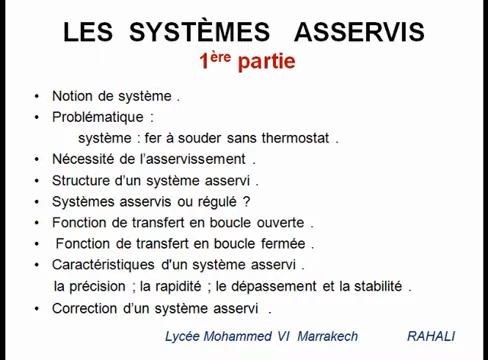 LES SYSTÈMES ASSERVIS
1ère partie
• Notion de système .
• Problématique :
système : fer à souder sans thermostat .
• Nécessité de l'asservissement .
• Structure d'un système asservi .
• Systèmes asservis ou régulé ?
• Fonction de transfert en boucle ouverte .
• Fonction de transfert en boucle fermée .
• Caractéristiques d'un système asservi .
la précision ; la rapidité ; le dépassement et la stabilité .
• Correction d'un système asservi .
Lycée Mohammed VI Marrakech RAHALI